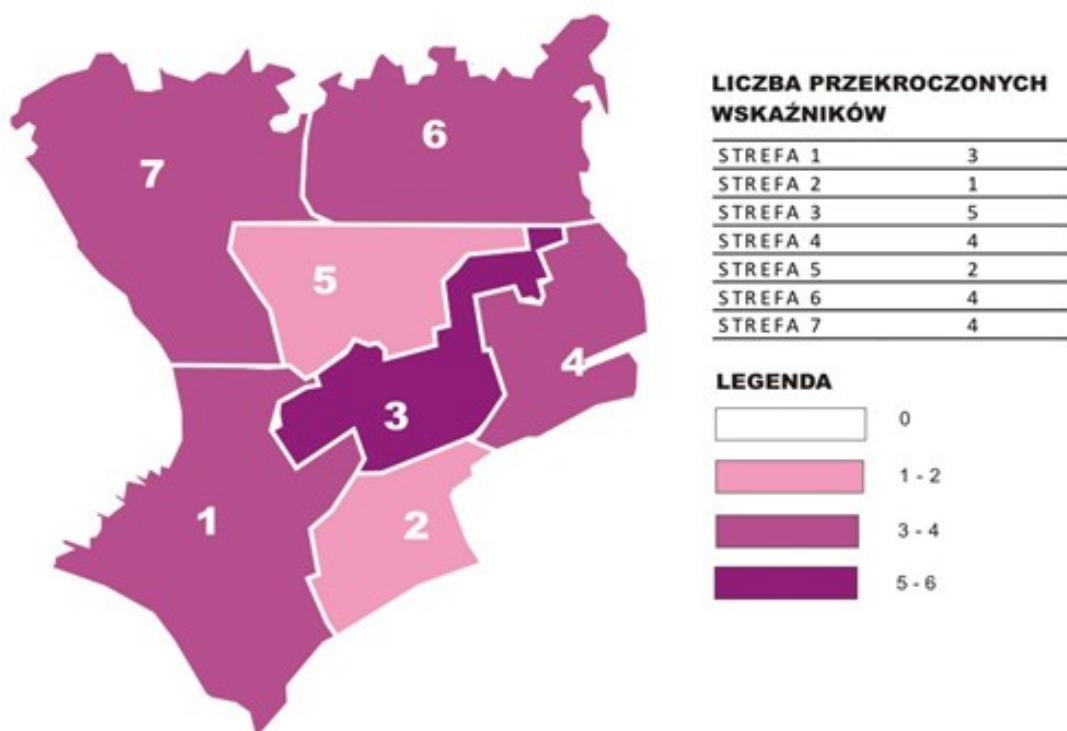 7
6
5
4
3
1
2
LICZBA PRZEKROCZONYCH
WSKAŹNIKÓW
STREFA 1 3
STREFA 2 1
STREFA 3 5
STREFA 4 4
STREFA 5 2
STREFA 6 4
STREFA 7 4
LEGENDA
0
1 - 2
3 - 4
5 - 6